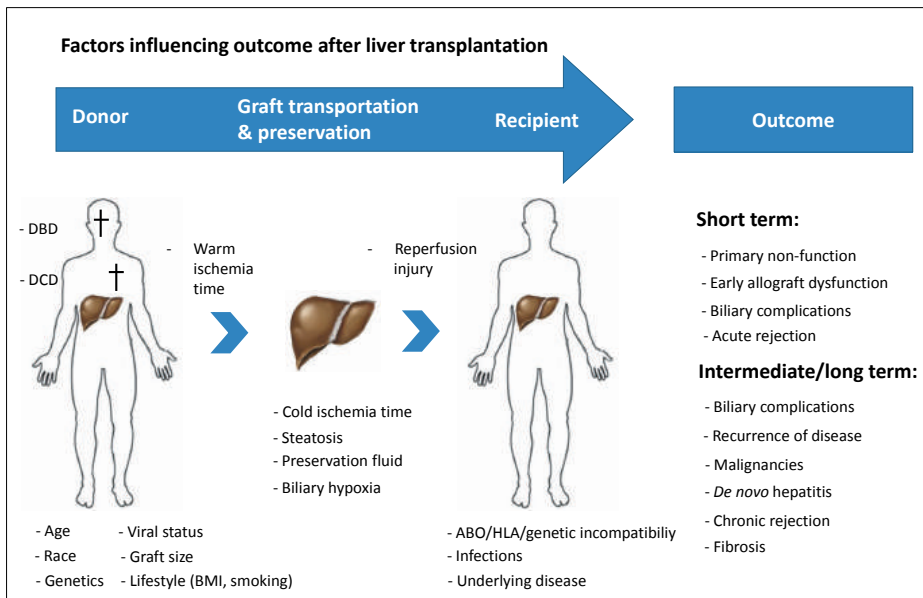 Factors influencing outcome after liver transplantation
Donor
Graft transportation
& preservation
Recipient
Outcome
- DBD
- DCD
- Warm
ischemia
time
- Reperfusion
injury
- Cold ischemia time
- Steatosis
- Preservation fluid
- Biliary hypoxia
- Age
- Race
- Genetics
- Viral status
- Graft size
- Lifestyle (BMI, smoking)
- ABO/HLA/genetic incompatibiliy
- Infections
- Underlying disease
Short term:
- Primary non-function
- Early allograft dysfunction
- Biliary complications
- Acute rejection
Intermediate/long term:
- Biliary complications
- Recurrence of disease
- Malignancies
- De novo hepatitis
- Chronic rejection
- Fibrosis